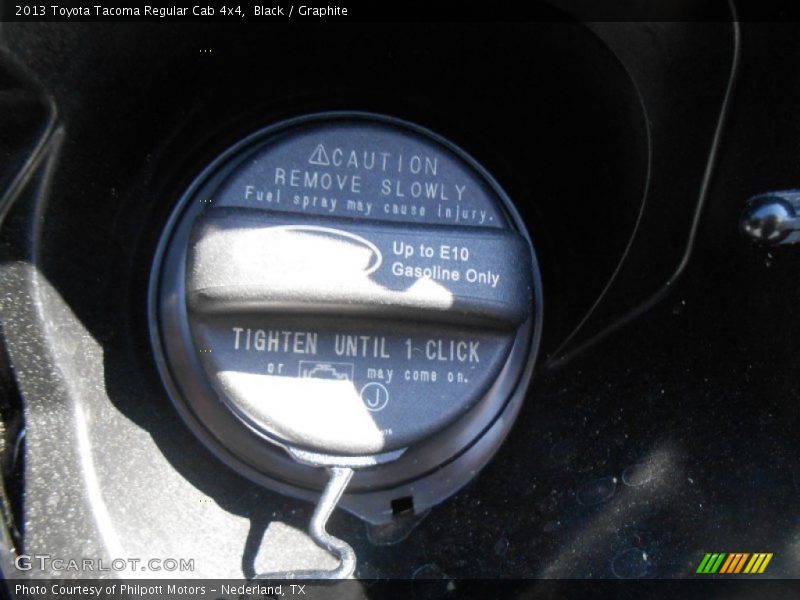 2013 Toyota Tacoma Regular Cab 4x4, Black / Graphite
CAUTION
REMOVE SLOWLY
Fuel spray may cause injury.
Up to E10
Gasoline Only
TIGHTEN UNTIL 1 CLICK
or may come on.
J
GTCARLOT.COM
Photo Courtesy of Philpott Motors - Nederland, TX